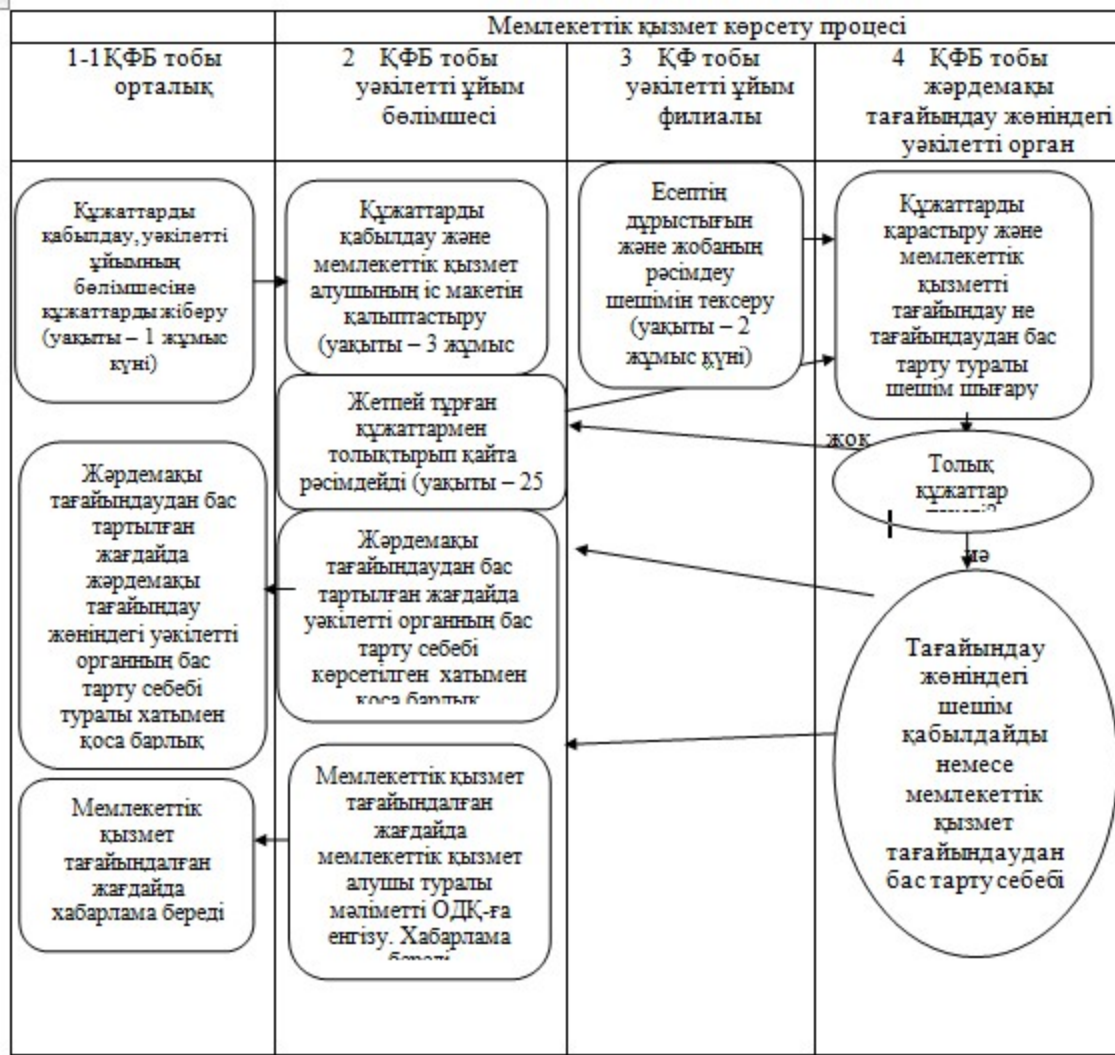 Мемлекеттік қызмет көрсету процесі
1-1 ҚФБ тобы
орталық
2 ҚФБ тобы
уәкілетті ұйым
бөлімшесі
3 ҚФ тобы
уәкілетті ұйым
филиалы
4 ҚФБ тобы
жәрдемақы
тағайындау жөніндегі
уәкілетті орган
Құжаттарды
қабылдау, уәкілетті
ұйымның
бөлімшесіне
құжаттарды жіберу
(уақыты – 1 жұмыс
күні)
Құжаттарды
қабылдау және
мемлекеттік қызмет
алушының іс макетін
қалыптастыру
(уақыты – 3 жұмыс
Есептің
дұрыстығын
және жобаның
рәсімдеу
шешімін тексеру
(уақыты – 2
жұмыс күні)
Құжаттарды
қарастыру және
мемлекеттік
қызметті
тағайындау не
тағайындаудан бас
тарту туралы
шешім шығару
Жетпей тұрған
құжаттармен
толықтырып қайта
рәсімдейді (уақыты – 25
жоқ
Толық
құжаттар
иә
Жәрдемақы
тағайындаудан бас
тартылған
жағдайда
жәрдемақы
тағайындау
жөніндегі уәкілетті
органның бас
тарту себебі
туралы хатымен
қоса барлық
Жәрдемақы
тағайындаудан бас
тартылған жағдайда
уәкілетті органның бас
тарту себебі
көрсетілген хатымен
қоса барлық
Тағайындау
жөніндегі
шешім
қабылдайды
немесе
мемлекеттік
қызмет
тағайындаудан
бас тарту себебі
Мемлекеттік
қызмет
тағайындалған
жағдайда
хабарлама береді
Мемлекеттік қызмет
тағайындалған
жағдайда
мемлекеттік қызмет
алушы туралы
мәліметті ОДҚ-ға
енгізу. Хабарлама
береді